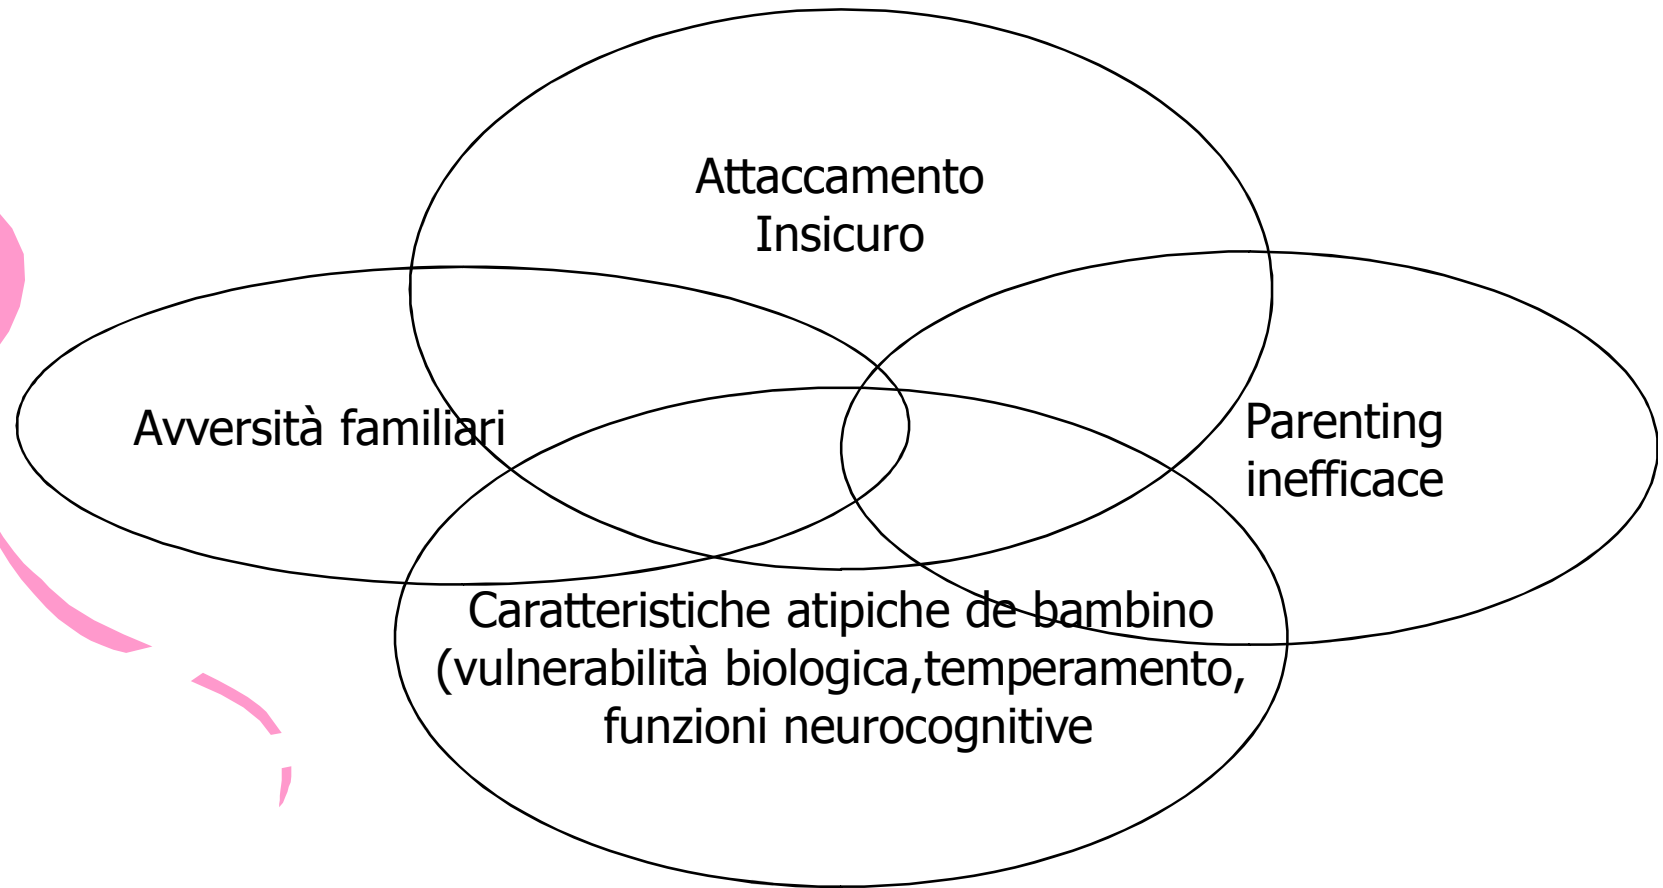 Attaccamento
Insicuro
Avversità familiari
Parenting
inefficace
Caratteristiche atipiche de bambino
(vulnerabilità biologica,temperamento,
funzioni neurocognitive